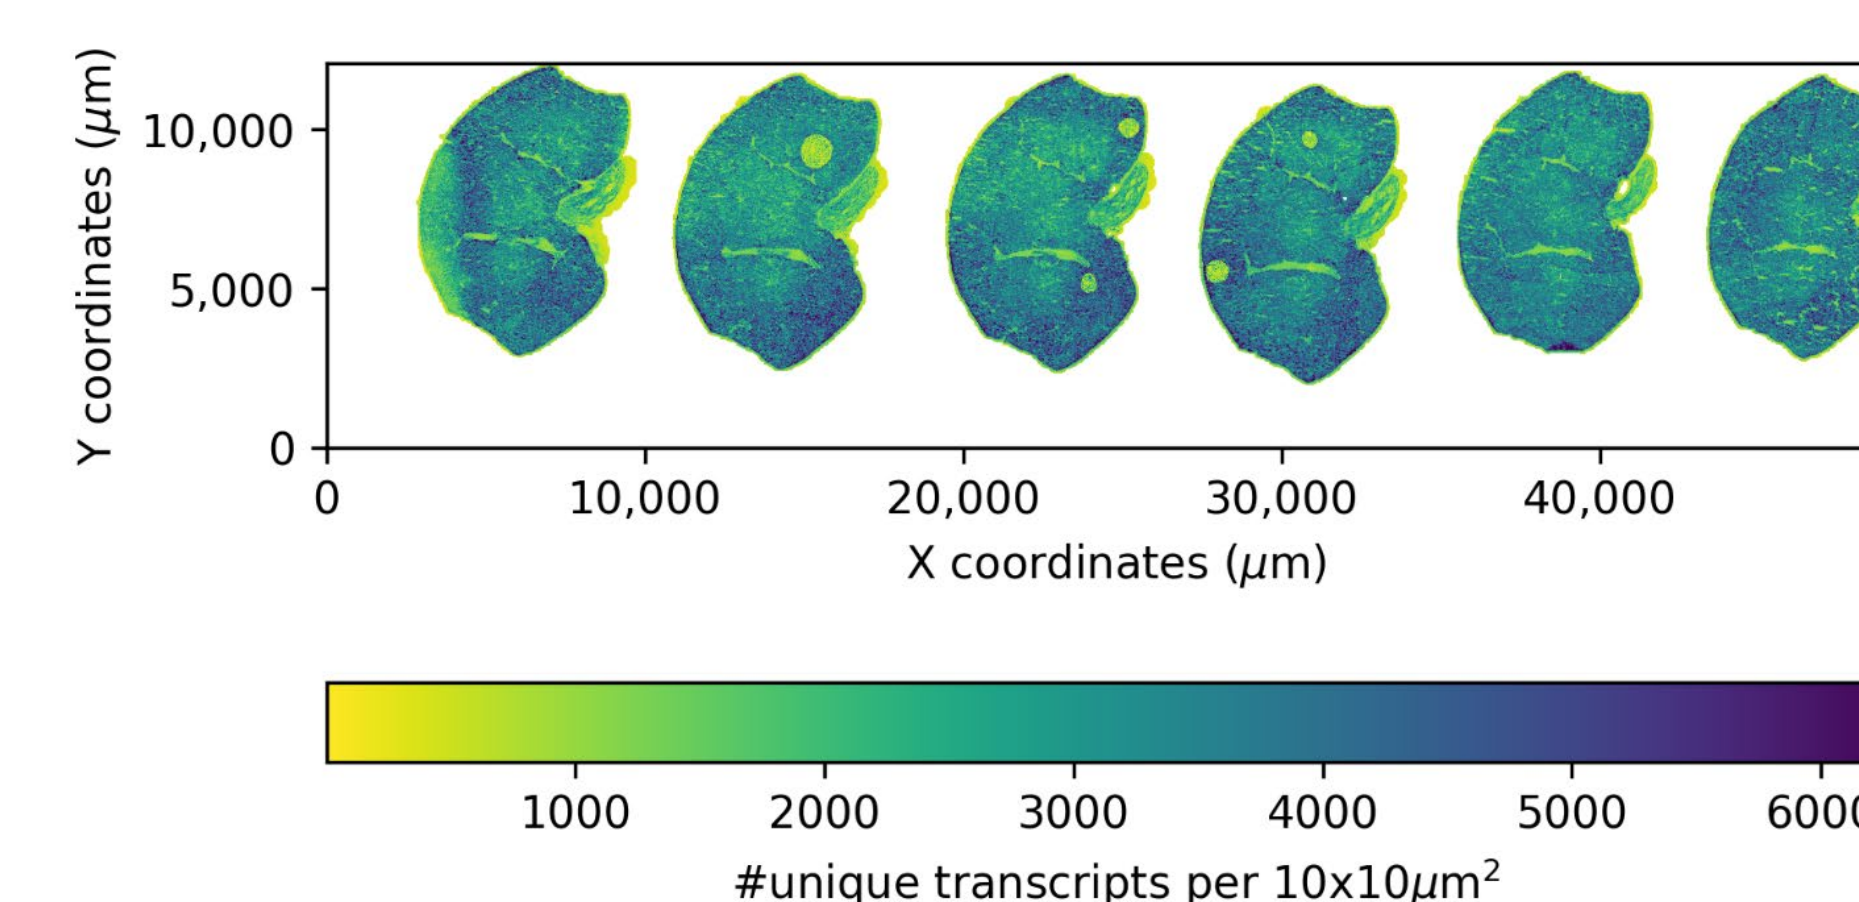 Y coordinates (μm)
10,000
5,000
0
0 10,000 20,000 30,000 40,000
X coordinates (μm)
1000 2000 3000 4000 5000 600
#unique transcripts per 10x10μm²